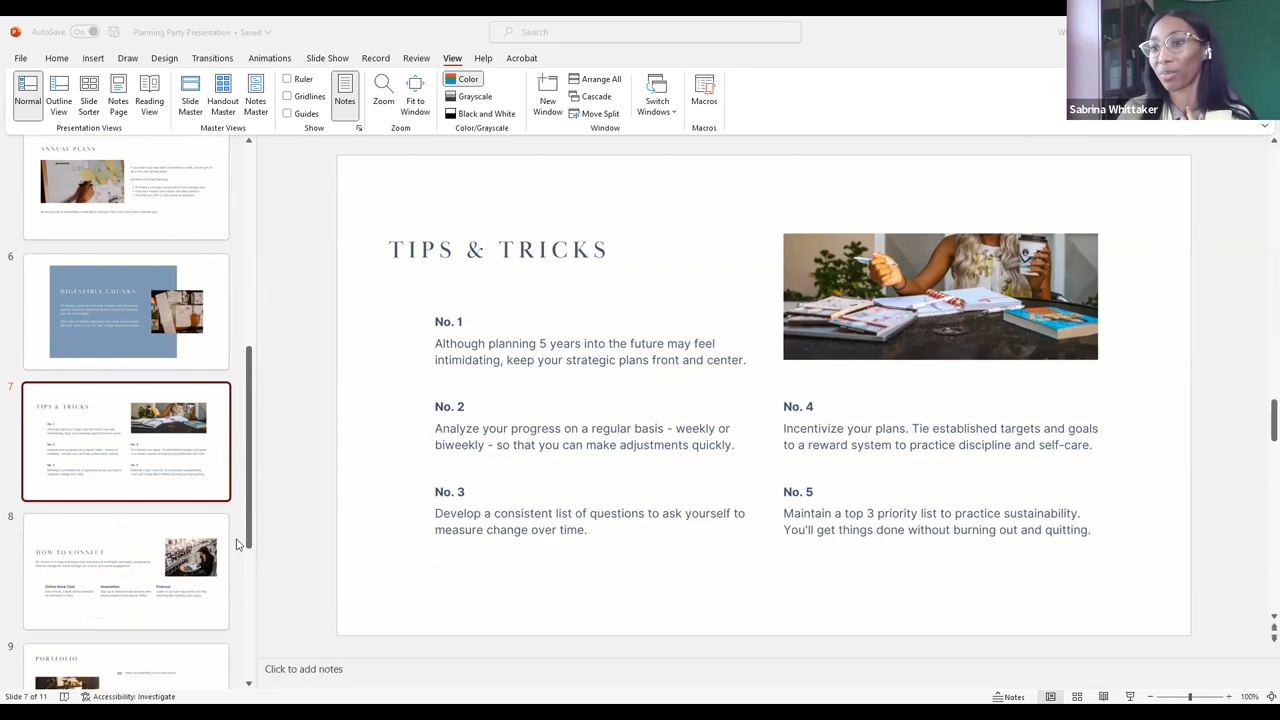 AutoSave
On
Planning Party Presentation • Saved
Search
File Home Insert Draw Design Transitions Animations Slide Show Record Review View Help Acrobat
Normal
Outline View
Slide Sorter
Notes Page
Reading View
Presentation Views
Slide Master
Handout Master
Notes Master
Master Views
Ruler
Gridlines
Guides
Show
Notes
Zoom
Fit to Window
Zoom
Color
Grayscale
Black and White
Color/Grayscale
New Window
Arrange All
Cascade
Move Split
Window
Switch Windows
Macros
Macros
Sabrina Whittaker
ANNUAL PLANS
6
DIGESTIBLE CHUNKS
7
TIPS & TRICKS
8
HOW TO CONNECT
Online Book Club
Newsletter
Podcast
9
PORTFOLIO
TIPS & TRICKS
No. 1
Although planning 5 years into the future may feel
intimidating, keep your strategic plans front and center.
No. 2
Analyze your progress on a regular basis - weekly or
biweekly - so that you can make adjustments quickly.
No. 3
Develop a consistent list of questions to ask yourself to
measure change over time.
No. 4
Incentivize your plans. Tie established targets and goals
to a reward system to practice discipline and self-care.
No. 5
Maintain a top 3 priority list to practice sustainability.
You'll get things done without burning out and quitting.
Click to add notes
Slide 7 of 11
Accessibility: Investigate
Notes
100%